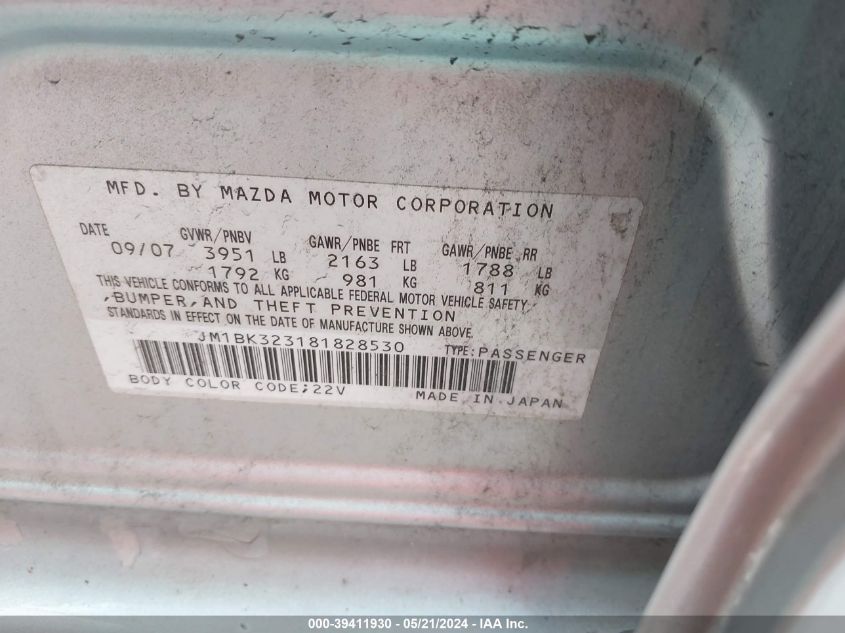 MFD. BY MAZDA MOTOR CORPORATION
DATE GVWR/PNBV GAWR/PNBE FRT GAWR/PNBE RR
09/07 3951 LB 2163 LB 1788 LB
1792 KG 981 KG 811 KG
THIS VEHICLE CONFORMS TO ALL APPLICABLE FEDERAL MOTOR VEHICLE SAFETY
,BUMPER,AND THEFT PREVENTION
STANDARDS IN EFFECT ON THE DATE OF MANUFACTURE SHOWN ABOVE.
JM1BK323181828530 TYPE:PASSENGER
BODY COLOR CODE;22V MADE IN JAPAN
000-39411930 - 05/21/2024 - IAA Inc.